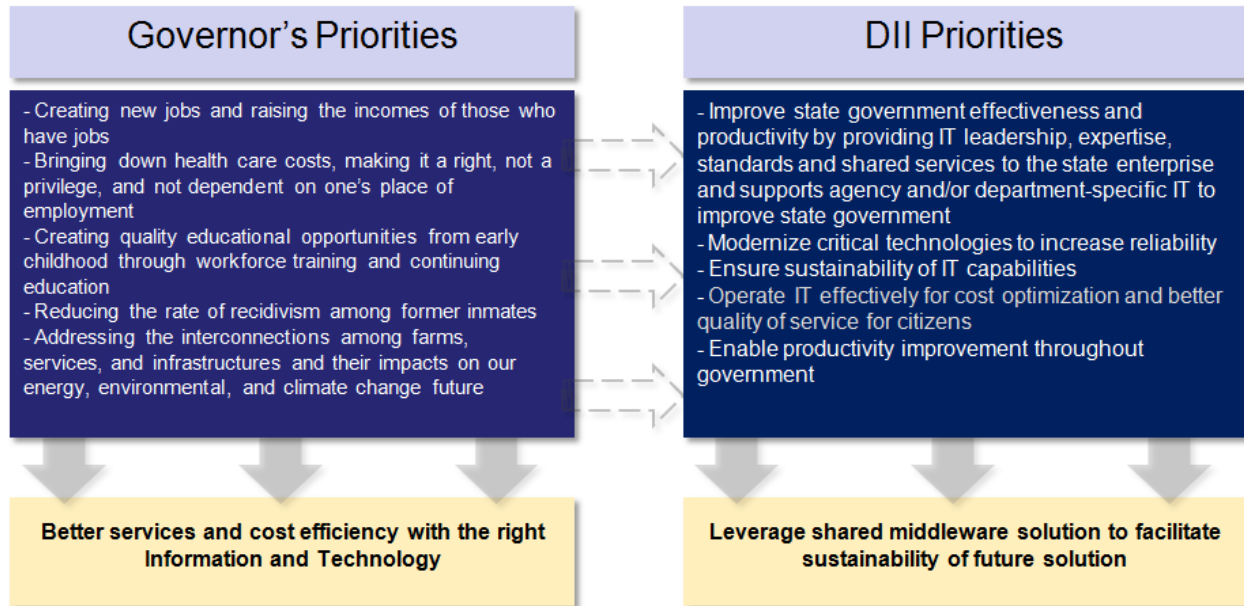 Governor's Priorities
- Creating new jobs and raising the incomes of those who
have jobs
- Bringing down health care costs, making it a right, not a
privilege, and not dependent on one's place of
employment
- Creating quality educational opportunities from early
childhood through workforce training and continuing
education
- Reducing the rate of recidivism among former inmates
- Addressing the interconnections among farms,
services, and infrastructures and their impacts on our
energy, environmental, and climate change future
Better services and cost efficiency with the right
Information and Technology
DII Priorities
- Improve state government effectiveness and
productivity by providing IT leadership, expertise,
standards and shared services to the state enterprise
and supports agency and/or department-specific IT to
improve state government
- Modernize critical technologies to increase reliability
- Ensure sustainability of IT capabilities
- Operate IT effectively for cost optimization and better
quality of service for citizens
- Enable productivity improvement throughout
government
Leverage shared middleware solution to facilitate
sustainability of future solution